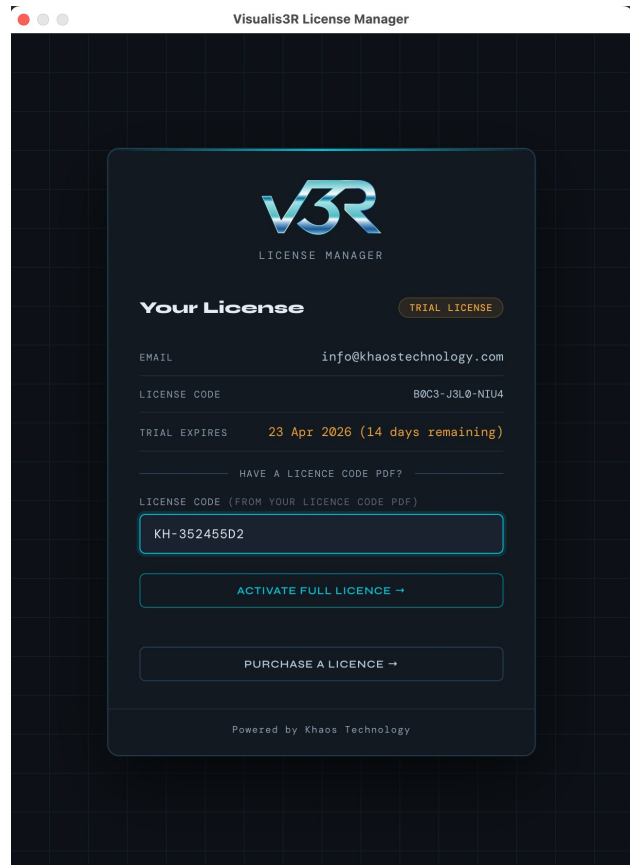 Visualis3R License Manager
V3R
LICENSE MANAGER
Your License
TRIAL LICENSE
EMAIL info@khaostechnology.com
LICENSE CODE B0C3-J3L0-NIU4
TRIAL EXPIRES 23 Apr 2026 (14 days remaining)
HAVE A LICENCE CODE PDF?
LICENSE CODE (FROM YOUR LICENCE CODE PDF)
KH-352455D2
ACTIVATE FULL LICENCE →
PURCHASE A LICENCE →
Powered by Khaos Technology